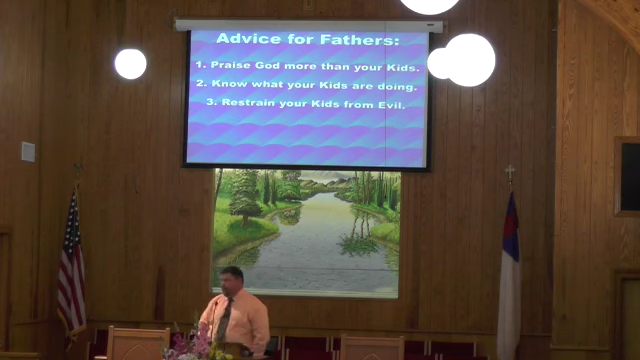 Advice for Fathers:
1. Praise God more than your Kids.
2. Know what your Kids are doing.
3. Restrain your Kids from Evil.